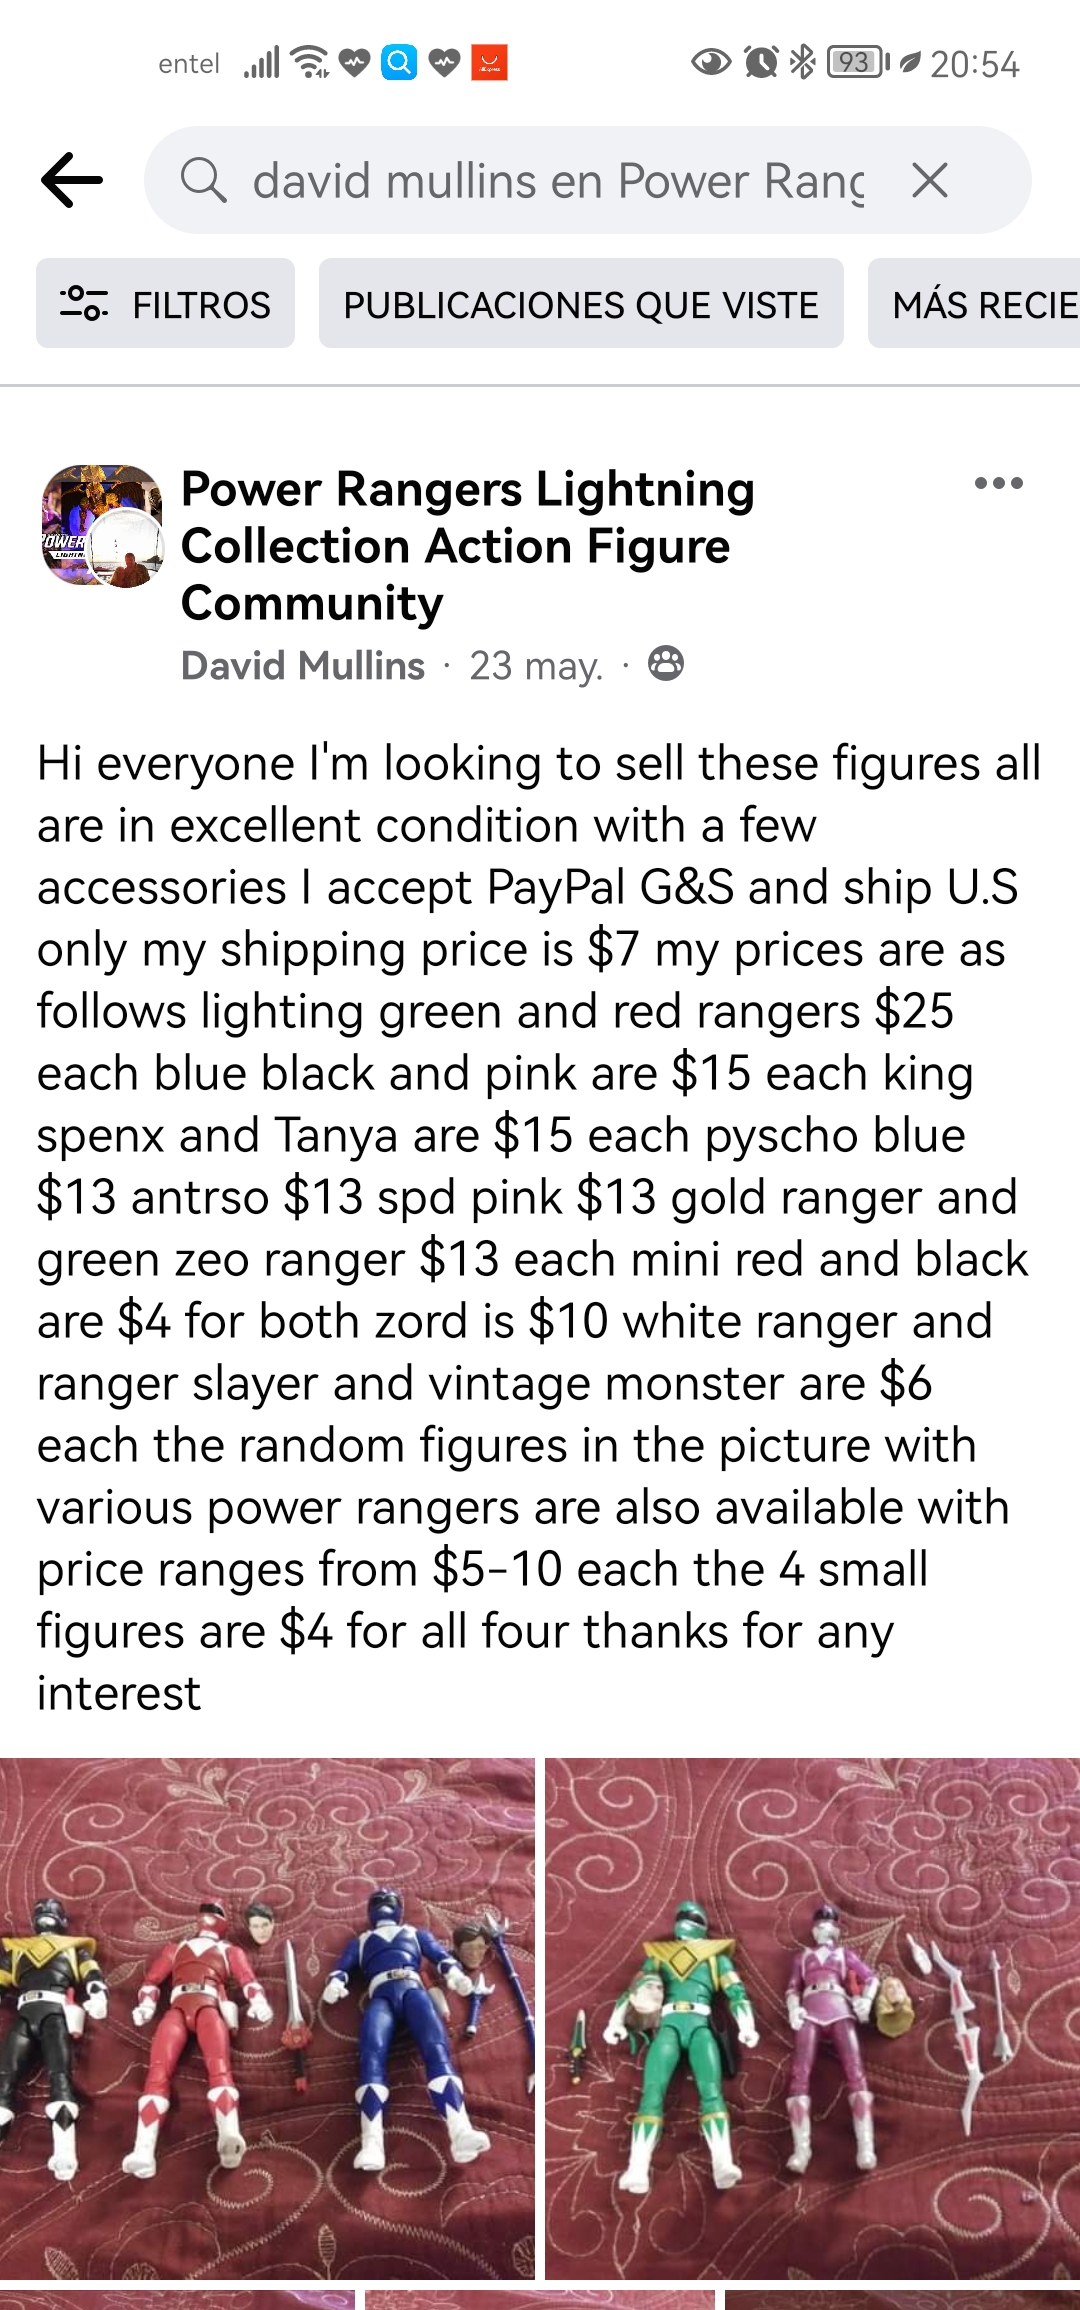 entel 93 20:54
david mullins en Power Rang
FILTROS PUBLICACIONES QUE VISTE MÁS RECIE
Power Rangers Lightning
Collection Action Figure
Community
David Mullins · 23 may. ·
Hi everyone I'm looking to sell these figures all
are in excellent condition with a few
accessories I accept PayPal G&S and ship U.S
only my shipping price is $7 my prices are as
follows lighting green and red rangers $25
each blue black and pink are $15 each king
spenx and Tanya are $15 each pyscho blue
$13 antrso $13 spd pink $13 gold ranger and
green zeo ranger $13 each mini red and black
are $4 for both zord is $10 white ranger and
ranger slayer and vintage monster are $6
each the random figures in the picture with
various power rangers are also available with
price ranges from $5-10 each the 4 small
figures are $4 for all four thanks for any
interest